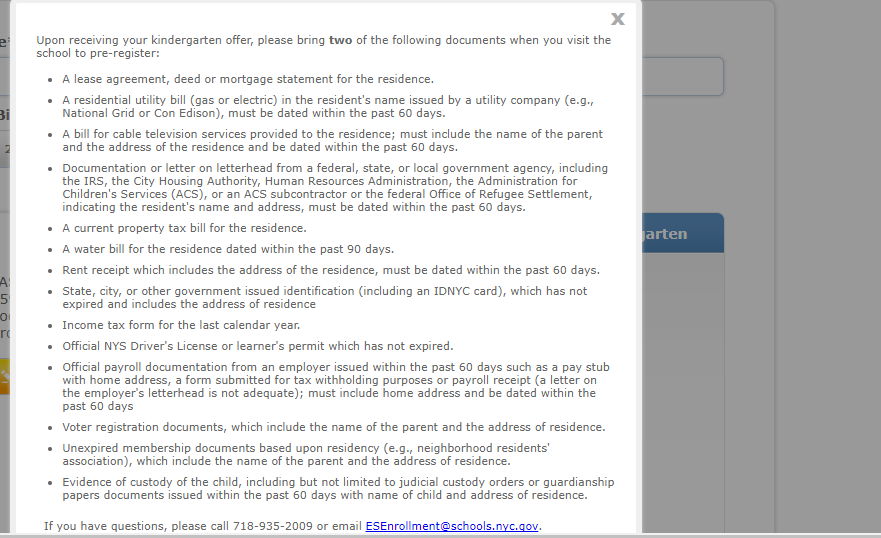 X
Upon receiving your kindergarten offer, please bring two of the following documents when you visit the
school to pre-register:
• A lease agreement, deed or mortgage statement for the residence.
• A residential utility bill (gas or electric) in the resident's name issued by a utility company (e.g.,
National Grid or Con Edison), must be dated within the past 60 days.
• A bill for cable television services provided to the residence; must include the name of the parent
and the address of the residence and be dated within the past 60 days.
• Documentation or letter on letterhead from a federal, state, or local government agency, including
the IRS, the City Housing Authority, Human Resources Administration, the Administration for
Children's Services (ACS), or an ACS subcontractor or the federal Office of Refugee Settlement,
indicating the resident's name and address, must be dated within the past 60 days.
• A current property tax bill for the residence.
• A water bill for the residence dated within the past 90 days.
• Rent receipt which includes the address of the residence, must be dated within the past 60 days.
• State, city, or other government issued identification (including an IDNYC card), which has not
expired and includes the address of residence
• Income tax form for the last calendar year.
• Official NYS Driver's License or learner's permit which has not expired.
• Official payroll documentation from an employer issued within the past 60 days such as a pay stub
with home address, a form submitted for tax withholding purposes or payroll receipt (a letter on
the employer's letterhead is not adequate); must include home address and be dated within the
past 60 days
• Voter registration documents, which include the name of the parent and the address of residence.
• Unexpired membership documents based upon residency (e.g., neighborhood residents'
association), which include the name of the parent and the address of residence.
• Evidence of custody of the child, including but not limited to judicial custody orders or guardianship
papers documents issued within the past 60 days with name of child and address of residence.
If you have questions, please call 718-935-2009 or email ESEnrollment@schools.nyc.gov.
garten